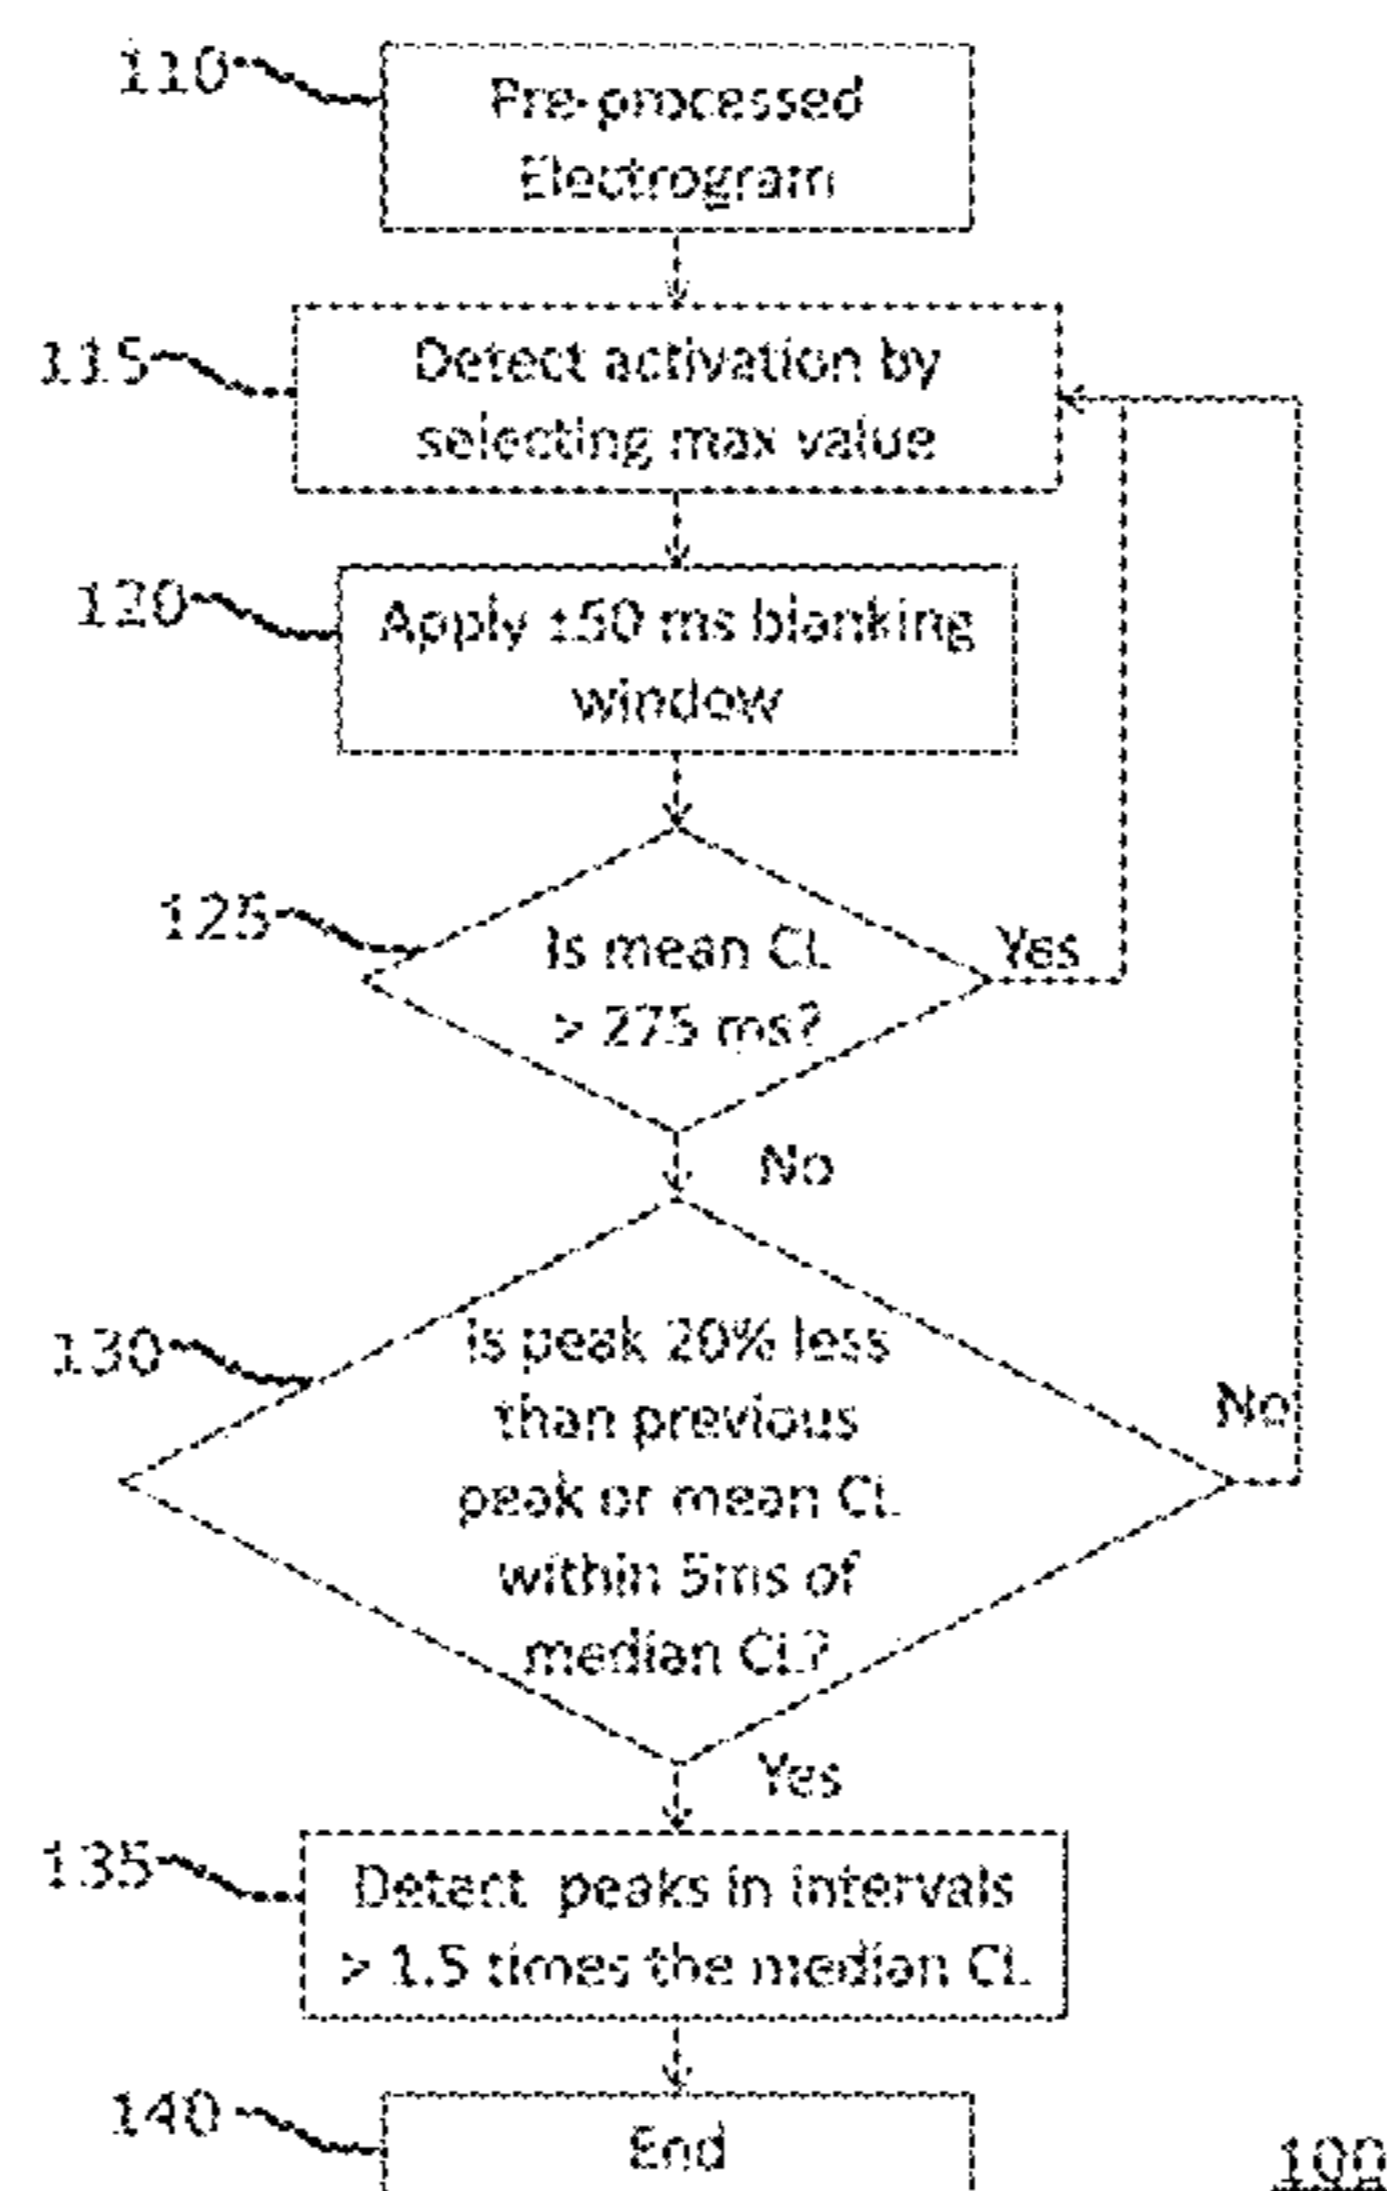 110
Pre-processed
Electrogram
115
Detect activation by
selecting max value
120
Apply ±50 ms blanking
window
125
Is mean CL
> 275 ms?
Yes
No
130
Is peak 20% less
than previous
peak or mean CL
within 5ms of
median CL?
No
Yes
135
Detect peaks in intervals
> 1.5 times the median CL
140
End
100